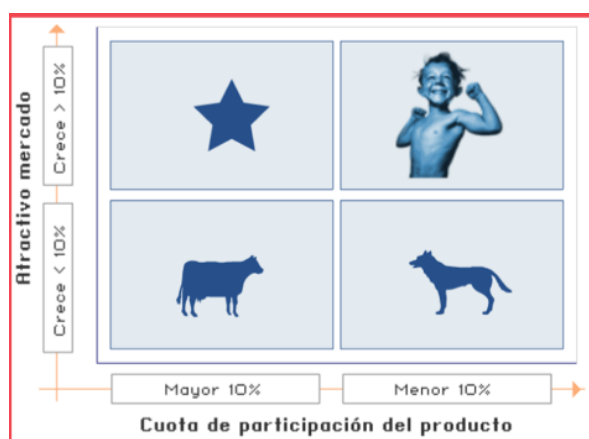 Atractivo mercado
Crece > 10%
Crece < 10%
Mayor 10%
Menor 10%
Cuota de participación del producto